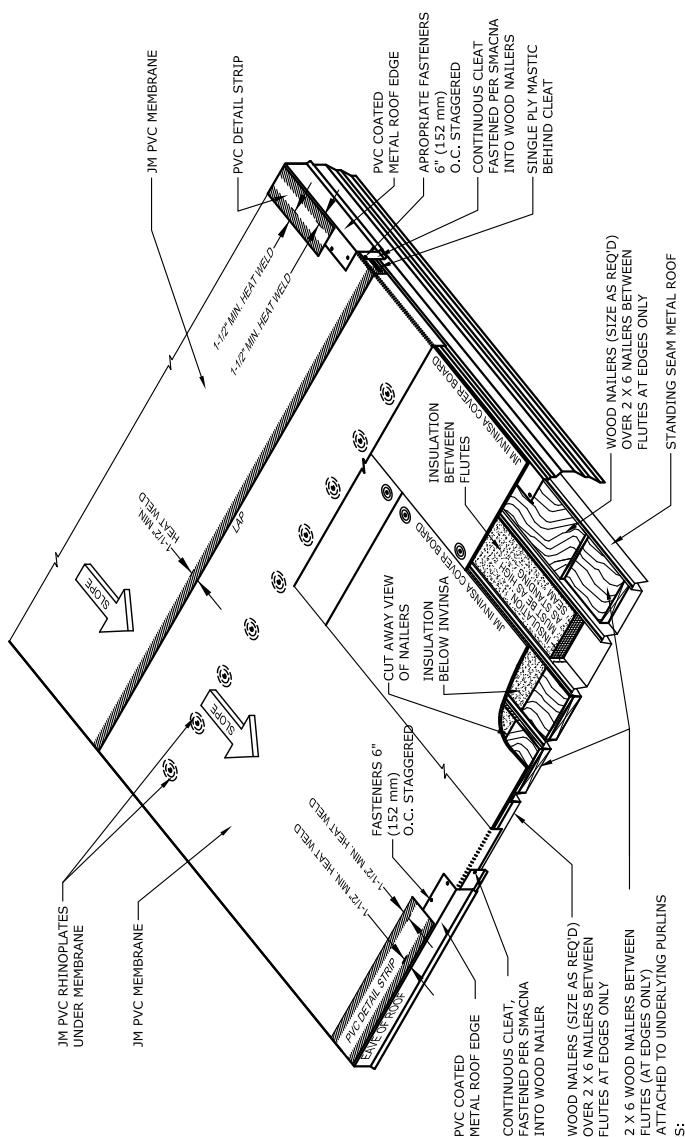 JM PVC RHINOPLATES
UNDER MEMBRANE
JM PVC MEMBRANE
JM PVC MEMBRANE
PVC DETAIL STRIP
PVC COATED
METAL ROOF EDGE
APROPRIATE FASTENERS
6" (152 mm)
O.C. STAGGERED
CONTINUOUS CLEAT
FASTENED PER SMACNA
INTO WOOD NAILERS
SINGLE PLY MASTIC
BEHIND CLEAT
1-1/2" MIN. HEAT WELD
1-1/2" MIN. HEAT WELD
1-1/2" MIN.
HEAT WELD
LAP
SLOPE
SLOPE
1-1/2" MIN. HEAT WELD
1-1/2" MIN. HEAT WELD
FASTENERS 6"
(152 mm)
O.C. STAGGERED
PVC DETAIL STRIP
EAVE OF ROOF
CUT AWAY VIEW
OF NAILERS
INSULATION
BELOW INVINSA
JM INVINSA COVER BOARD
JM INVINSA COVER BOARD
INSULATION
BETWEEN
FLUTES
INSULATION
MUST BE AS HIGH
AS STANDING
SEAM
WOOD NAILERS (SIZE AS REQ'D)
OVER 2 X 6 NAILERS BETWEEN
FLUTES AT EDGES ONLY
STANDING SEAM METAL ROOF
PVC COATED
METAL ROOF EDGE
CONTINUOUS CLEAT,
FASTENED PER SMACNA
INTO WOOD NAILER
WOOD NAILERS (SIZE AS REQ'D)
OVER 2 X 6 NAILERS BETWEEN
FLUTES AT EDGES ONLY
2 X 6 WOOD NAILERS BETWEEN
FLUTES (AT EDGES ONLY)
ATTACHED TO UNDERLYING PURLINS
S: